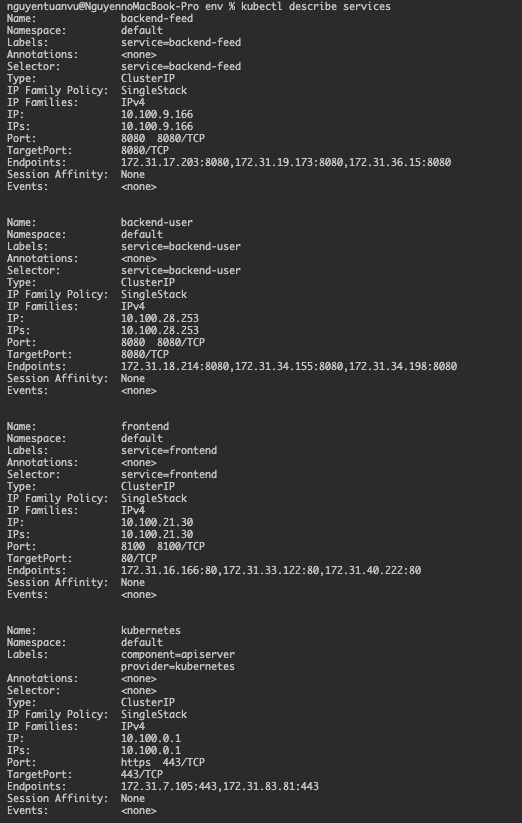 nguyentuanvu@NguyennoMacBook-Pro env % kubectl describe services
Name: backend-feed
Namespace: default
Labels: service=backend-feed
Annotations: <none>
Selector: service=backend-feed
Type: ClusterIP
IP Family Policy: SingleStack
IP Families: IPv4
IP: 10.100.9.166
IPs: 10.100.9.166
Port: 8080 8080/TCP
TargetPort: 8080/TCP
Endpoints: 172.31.17.203:8080,172.31.19.173:8080,172.31.36.15:8080
Session Affinity: None
Events: <none>
Name: backend-user
Namespace: default
Labels: service=backend-user
Annotations: <none>
Selector: service=backend-user
Type: ClusterIP
IP Family Policy: SingleStack
IP Families: IPv4
IP: 10.100.28.253
IPs: 10.100.28.253
Port: 8080 8080/TCP
TargetPort: 8080/TCP
Endpoints: 172.31.18.214:8080,172.31.34.155:8080,172.31.34.198:8080
Session Affinity: None
Events: <none>
Name: frontend
Namespace: default
Labels: service=frontend
Annotations: <none>
Selector: service=frontend
Type: ClusterIP
IP Family Policy: SingleStack
IP Families: IPv4
IP: 10.100.21.30
IPs: 10.100.21.30
Port: 8100 8100/TCP
TargetPort: 80/TCP
Endpoints: 172.31.16.166:80,172.31.33.122:80,172.31.40.222:80
Session Affinity: None
Events: <none>
Name: kubernetes
Namespace: default
Labels: component=apiserver
provider=kubernetes
Annotations: <none>
Selector: <none>
Type: ClusterIP
IP Family Policy: SingleStack
IP Families: IPv4
IP: 10.100.0.1
IPs: 10.100.0.1
Port: https 443/TCP
TargetPort: 443/TCP
Endpoints: 172.31.7.105:443,172.31.83.81:443
Session Affinity: None
Events: <none>